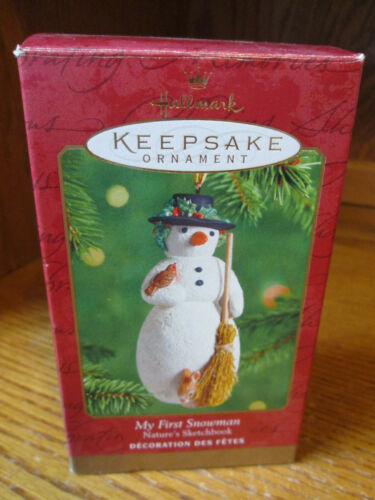 Hallmark
KEEPSAKE
ORNAMENT
My First Snowman
Nature's Sketchbook
DÉCORATION DES FÊTES